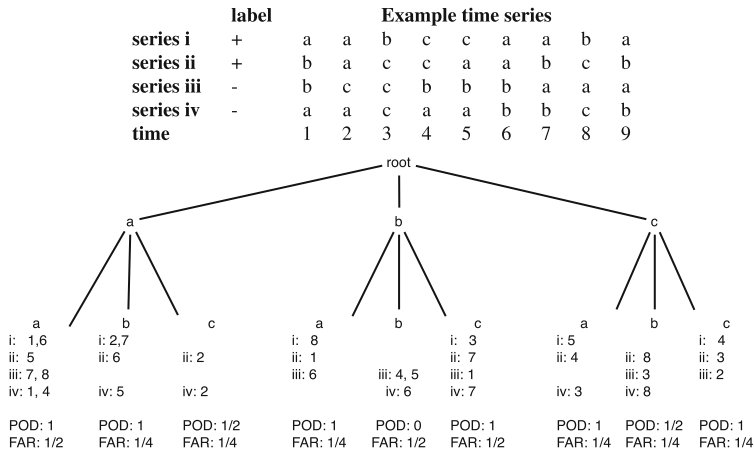 label Example time series
series i + a a b c c a a b a
series ii + b a c c a a b c b
series iii - b c c b b b a a a
series iv - a a c a a b b c b
time 1 2 3 4 5 6 7 8 9
root
a b c
a b c a b c a b c
i: 1,6 i: 2,7 i: 8 i: 3 i: 5 i: 4
ii: 5 ii: 6 ii: 2 ii: 1 ii: 7 ii: 4 ii: 8 ii: 3
iii: 7, 8 iii: 6 iii: 4, 5 iii: 1 iii: 3 iii: 2
iv: 1, 4 iv: 5 iv: 2 iv: 6 iv: 7 iv: 3 iv: 8
POD: 1 POD: 1 POD: 1/2 POD: 1 POD: 0 POD: 1 POD: 1 POD: 1/2 POD: 1
FAR: 1/2 FAR: 1/4 FAR: 1/4 FAR: 1/4 FAR: 1/2 FAR: 1/2 FAR: 1/4 FAR: 1/4 FAR: 1/4